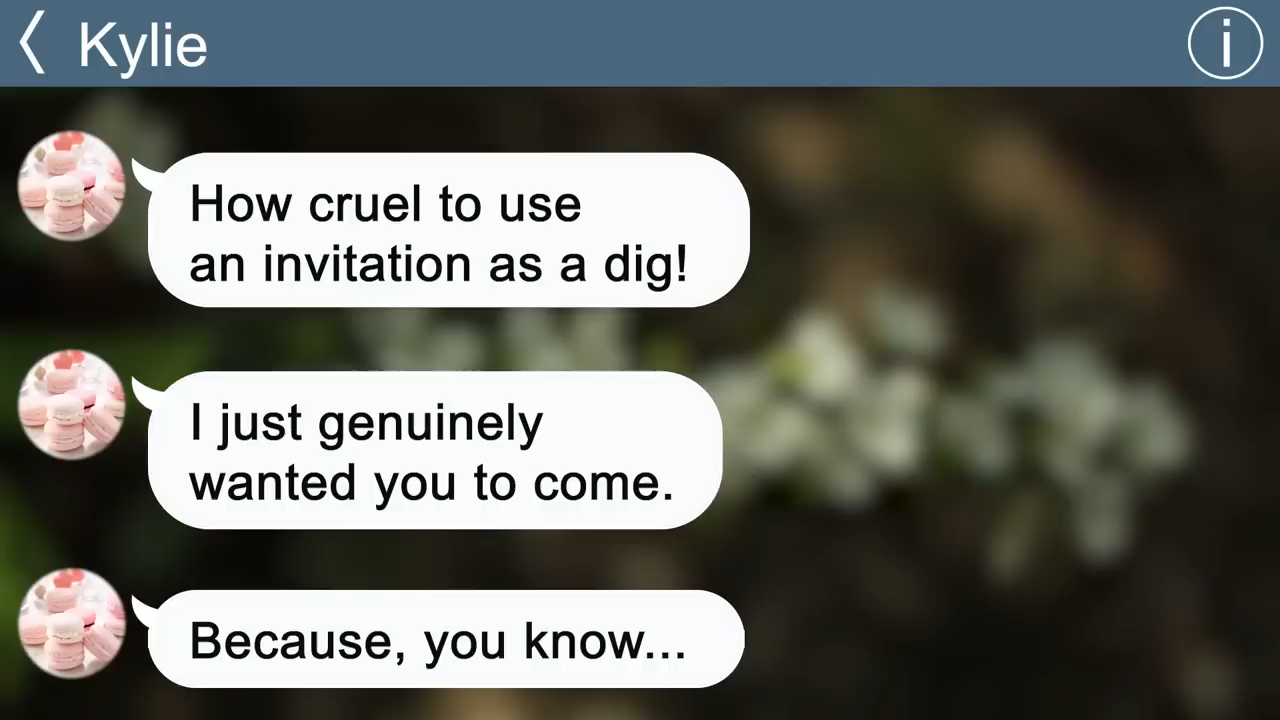 Kylie
How cruel to use
an invitation as a dig!
I just genuinely
wanted you to come.
Because, you know...